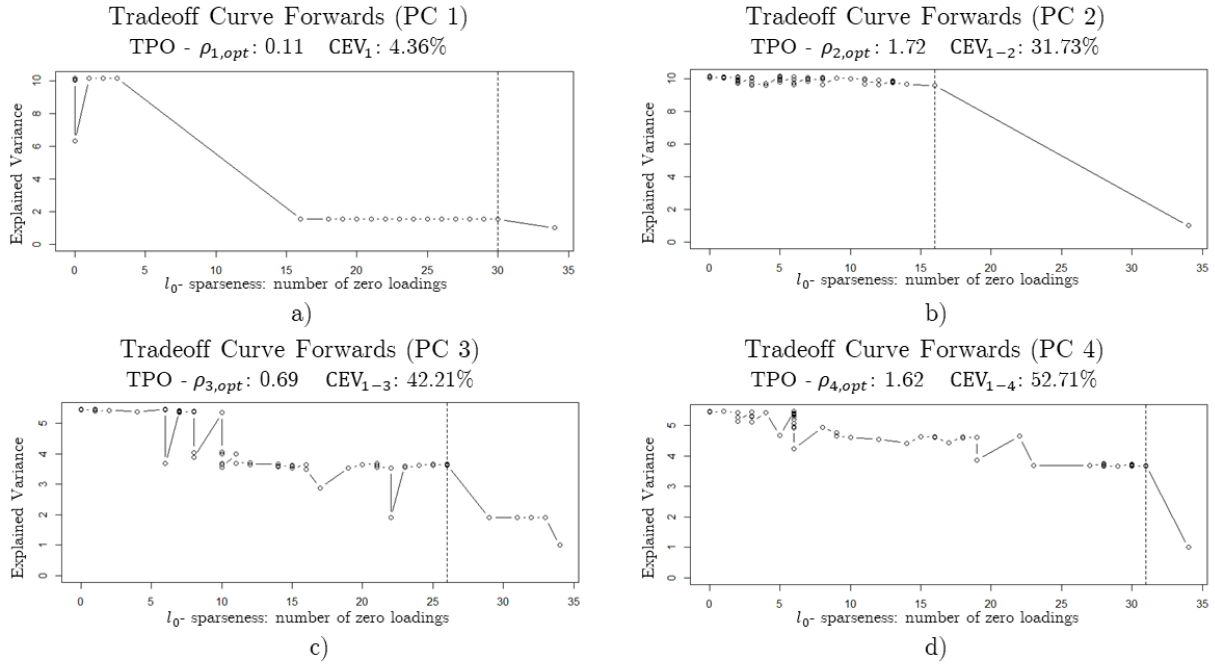 Tradeoff Curve Forwards (PC 1)
TPO - ρ1,opt: 0.11 CEV1: 4.36%
Explained Variance
10
8
6
4
2
0
0 5 10 15 20 25 30 35
l0- sparseness: number of zero loadings
a)
Tradeoff Curve Forwards (PC 2)
TPO - ρ2,opt: 1.72 CEV1−2: 31.73%
Explained Variance
10
8
6
4
2
0
0 5 10 15 20 25 30 35
l0- sparseness: number of zero loadings
b)
Tradeoff Curve Forwards (PC 3)
TPO - ρ3,opt: 0.69 CEV1−3: 42.21%
Explained Variance
5
4
3
2
1
0
0 5 10 15 20 25 30 35
l0- sparseness: number of zero loadings
c)
Tradeoff Curve Forwards (PC 4)
TPO - ρ4,opt: 1.62 CEV1−4: 52.71%
Explained Variance
5
4
3
2
1
0
0 5 10 15 20 25 30 35
l0- sparseness: number of zero loadings
d)